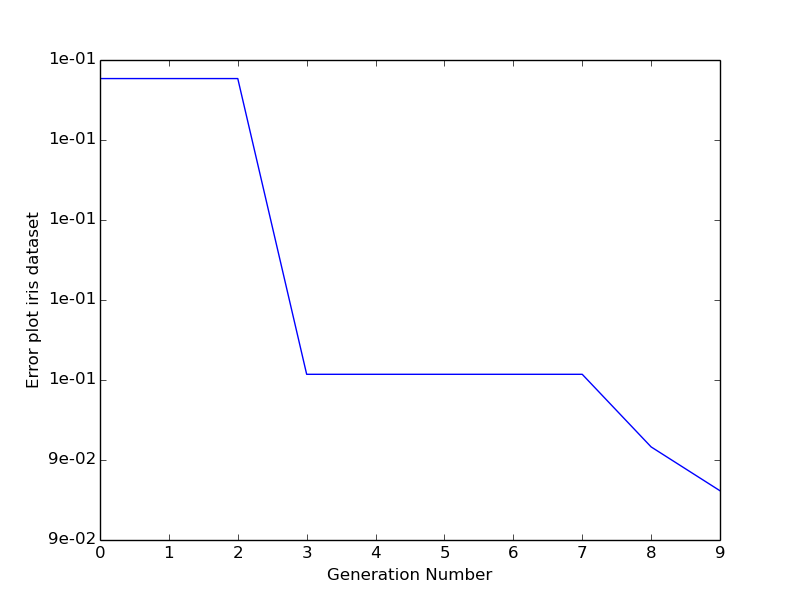 1e-01
1e-01
1e-01
1e-01
1e-01
9e-02
9e-02
Error plot iris dataset
0 1 2 3 4 5 6 7 8 9
Generation Number